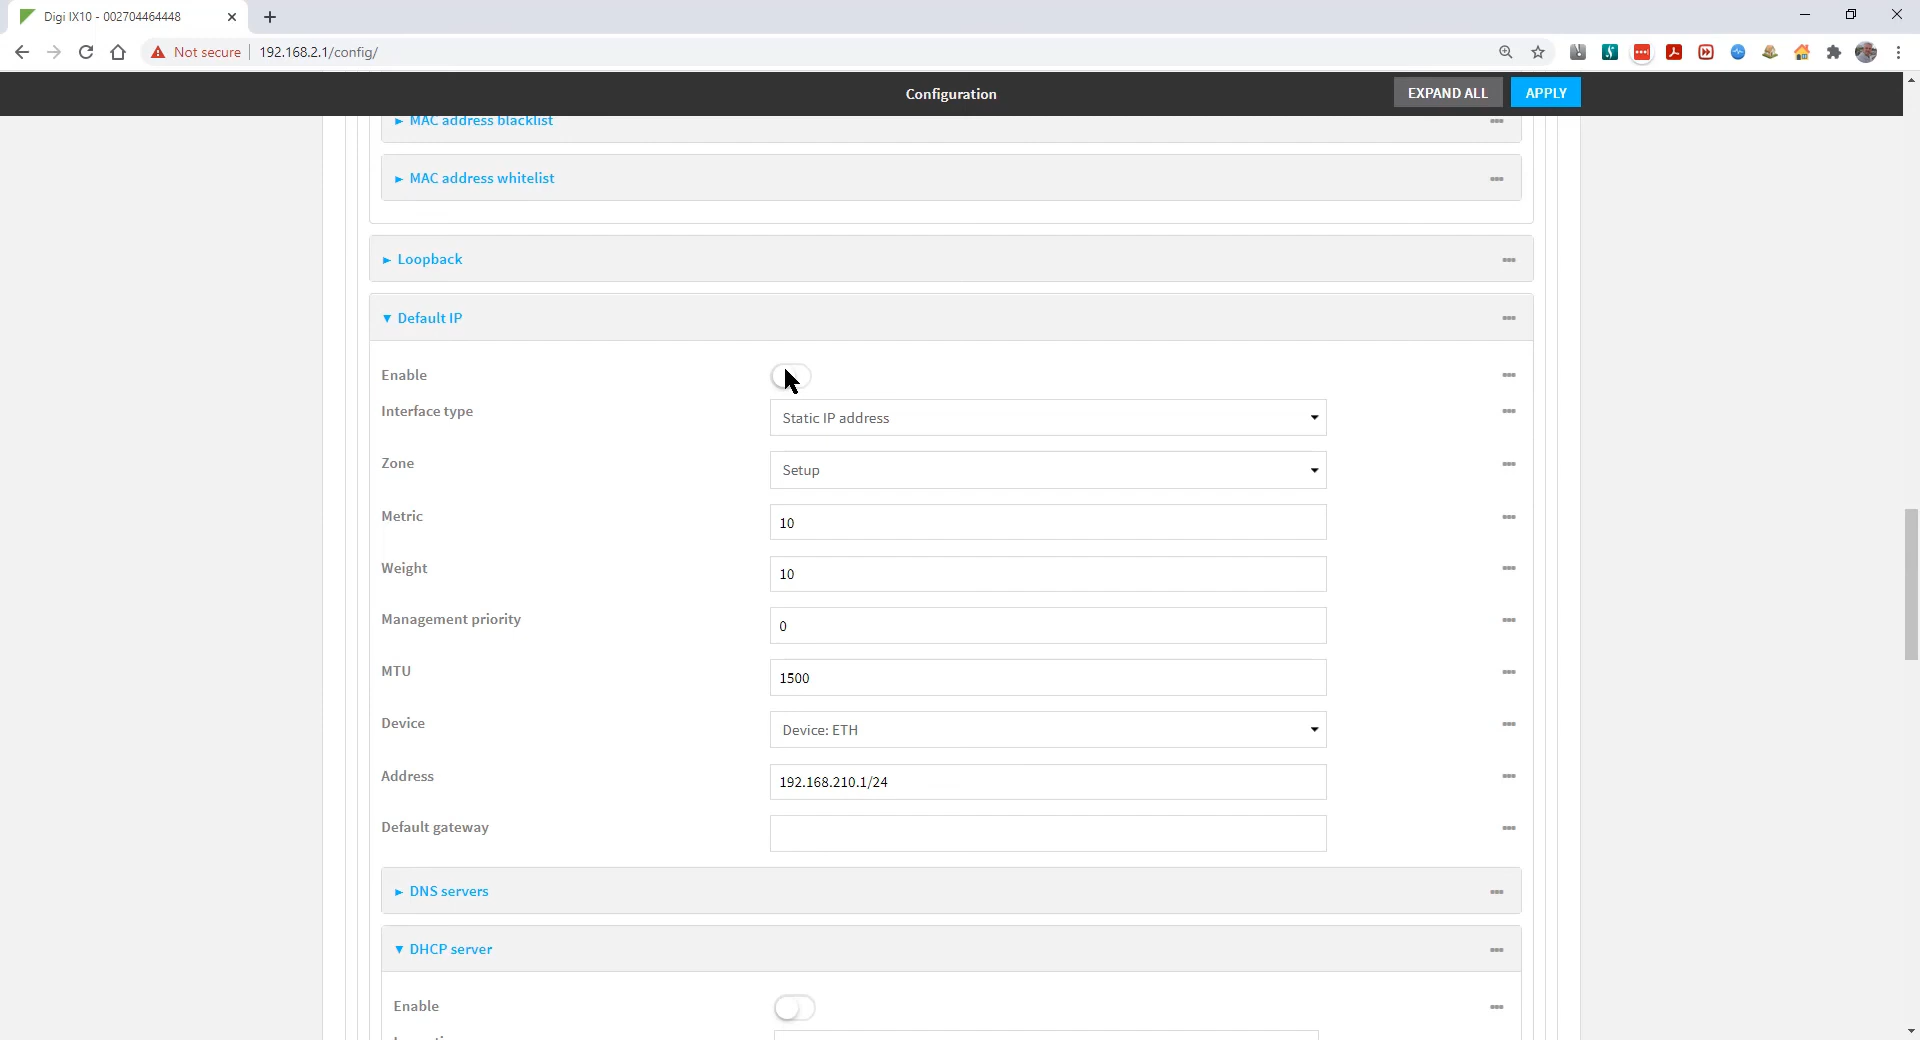 Digi IX10 - 002704464448
Not secure 192.168.2.1/config/
Configuration
EXPAND ALL
APPLY
MAC address blacklist
MAC address whitelist
Loopback
Default IP
Enable
Interface type
Static IP address
Zone
Setup
Metric
10
Weight
10
Management priority
0
MTU
1500
Device
Device: ETH
Address
192.168.210.1/24
Default gateway
DNS servers
DHCP server
Enable